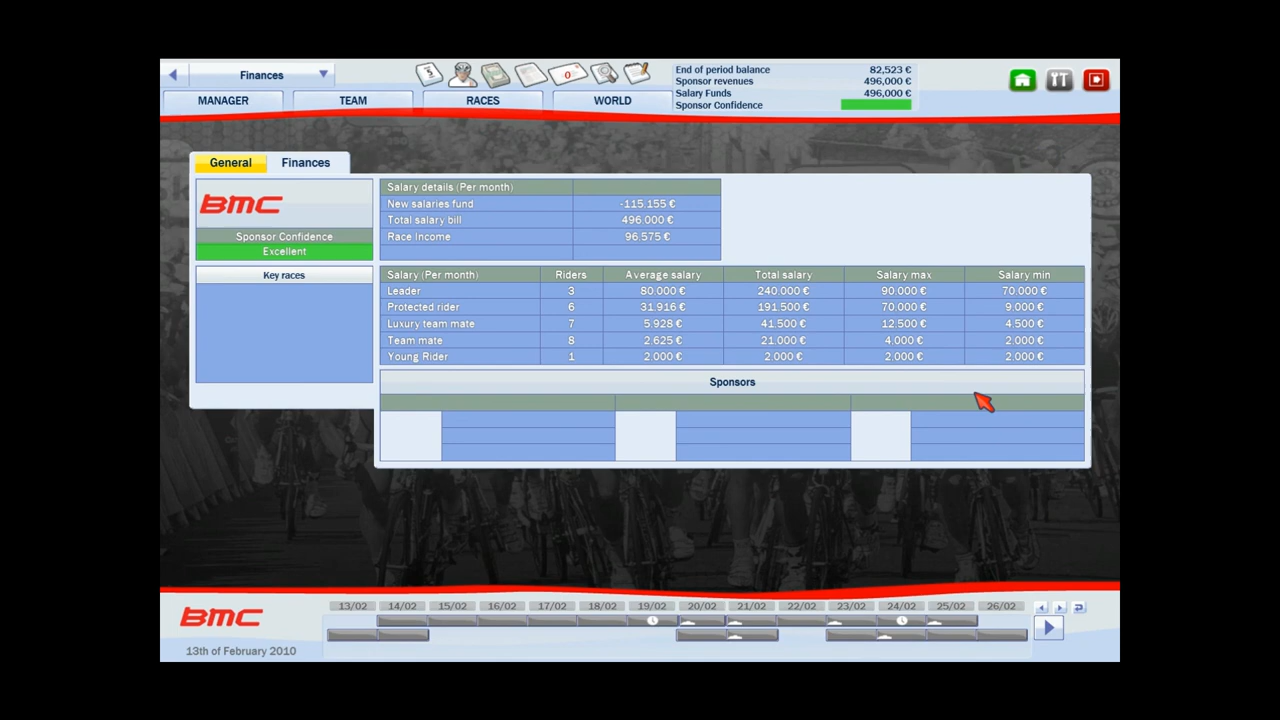 Finances
End of period balance 82,523 €
Sponsor revenues 496,000 €
Salary Funds 496,000 €
Sponsor Confidence
MANAGER TEAM RACES WORLD
General Finances
BMC
Sponsor Confidence
Excellent
Key races
Salary details (Per month)
New salaries fund -115.155 €
Total salary bill 496.000 €
Race Income 96.575 €
Salary (Per month) Riders Average salary Total salary Salary max Salary min
Leader 3 80.000 € 240.000 € 90.000 € 70.000 €
Protected rider 6 31.916 € 191.500 € 70.000 € 9.000 €
Luxury team mate 7 5.928 € 41.500 € 12.500 € 4.500 €
Team mate 8 2.625 € 21.000 € 4.000 € 2.000 €
Young Rider 1 2.000 € 2.000 € 2.000 € 2.000 €
Sponsors
BMC
13th of February 2010
13/02 14/02 15/02 16/02 17/02 18/02 19/02 20/02 21/02 22/02 23/02 24/02 25/02 26/02